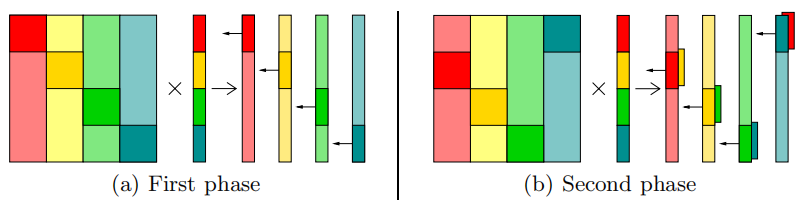 × →
(a) First phase
× →
(b) Second phase